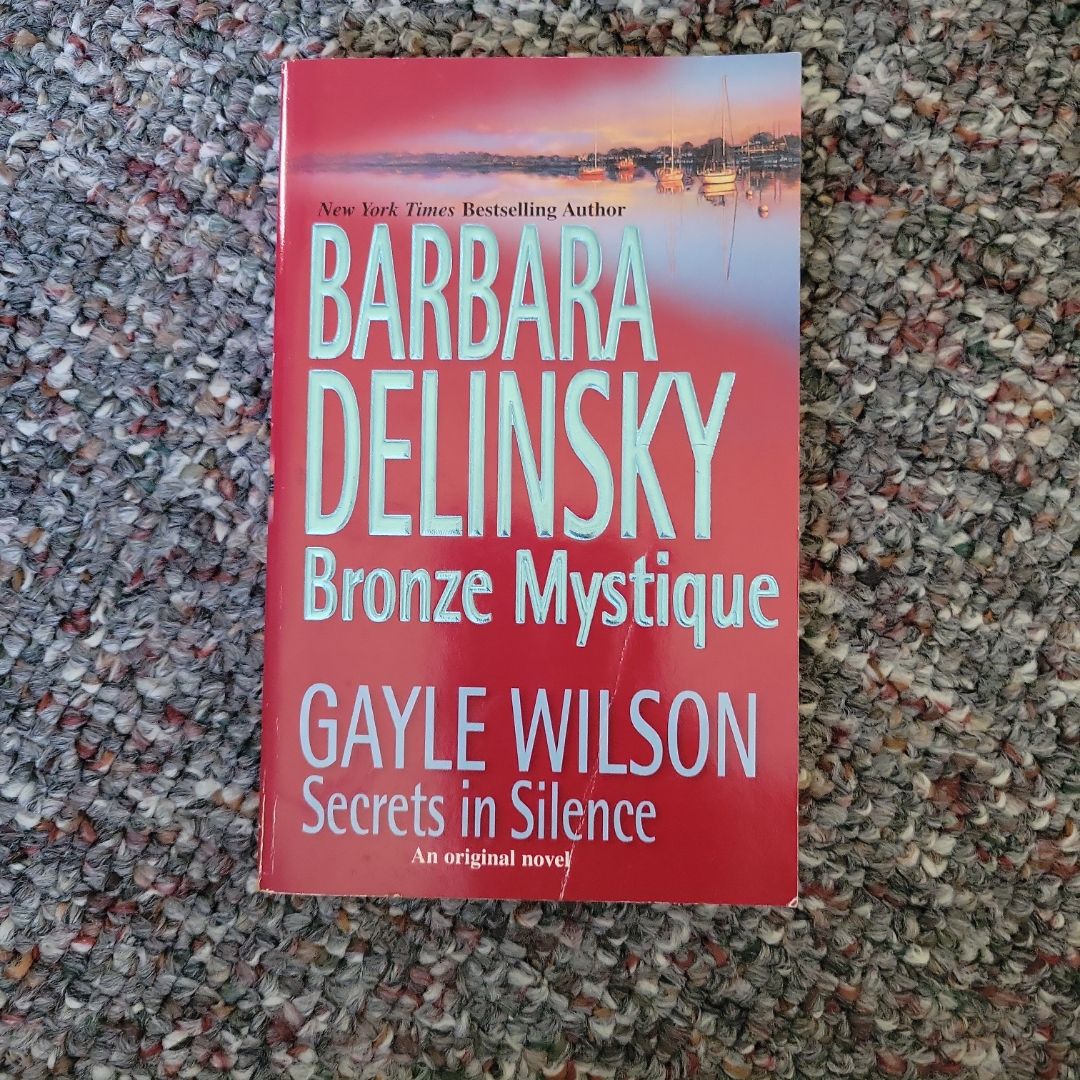 New York Times Bestselling Author
BARBARA
DELINSKY
Bronze Mystique
GAYLE WILSON
Secrets in Silence
An original novel